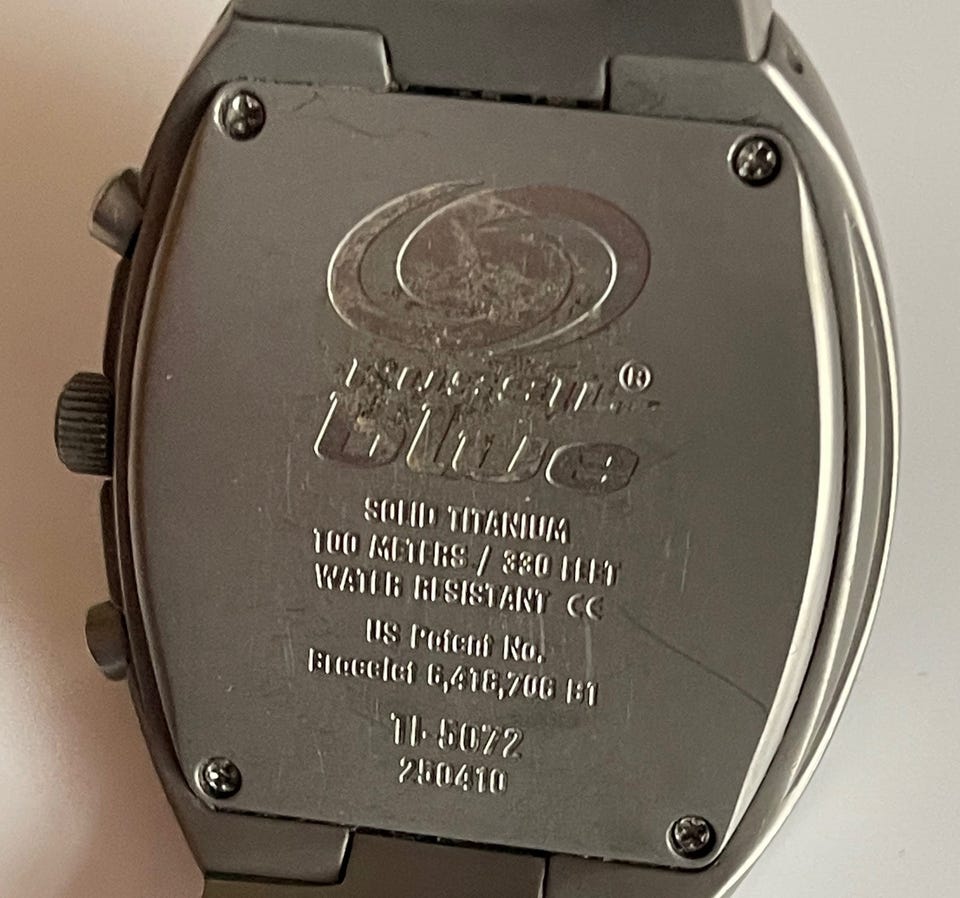 Fossil®
blue
SOLID TITANIUM
100 METERS / 330 FEET
WATER RESISTANT CE
US Patent No.
Bracelet 6,418,706 B1
TI-5072
250410